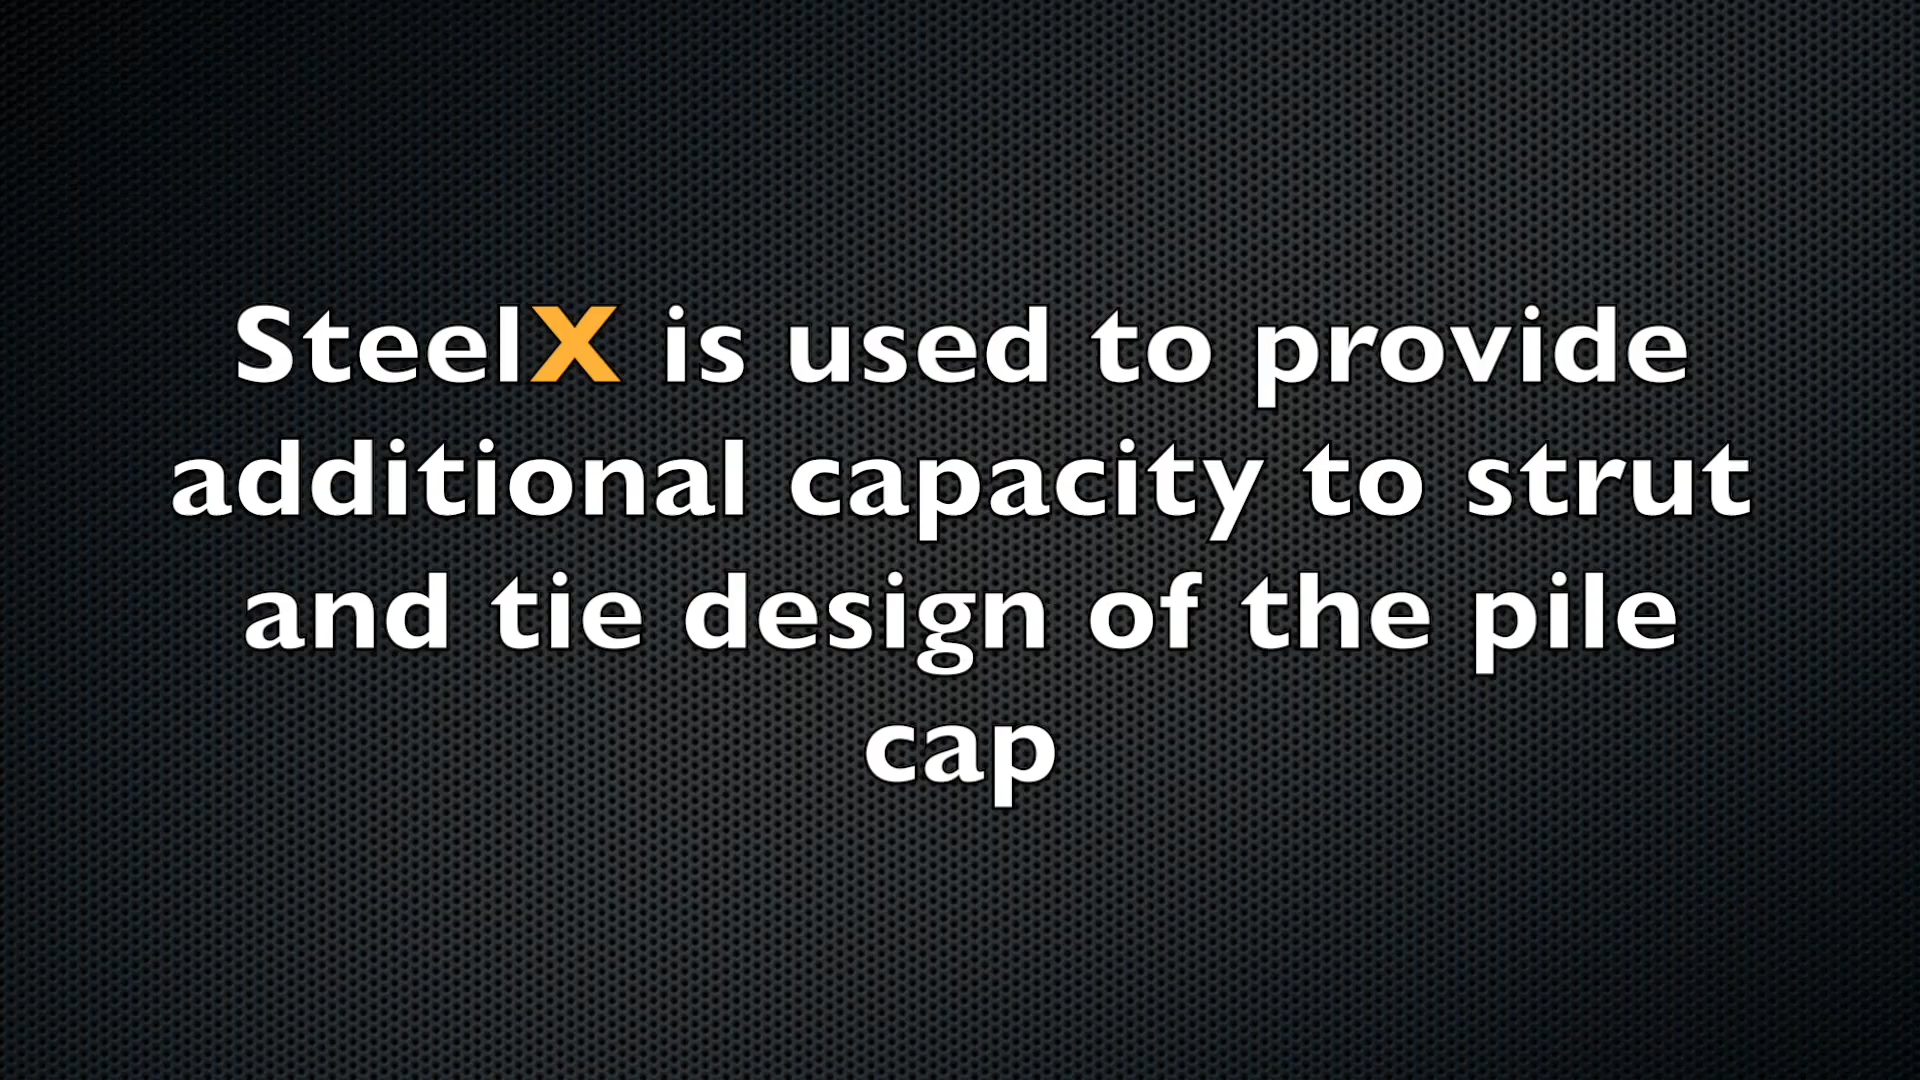 SteelX is used to provide
additional capacity to strut
and tie design of the pile
cap